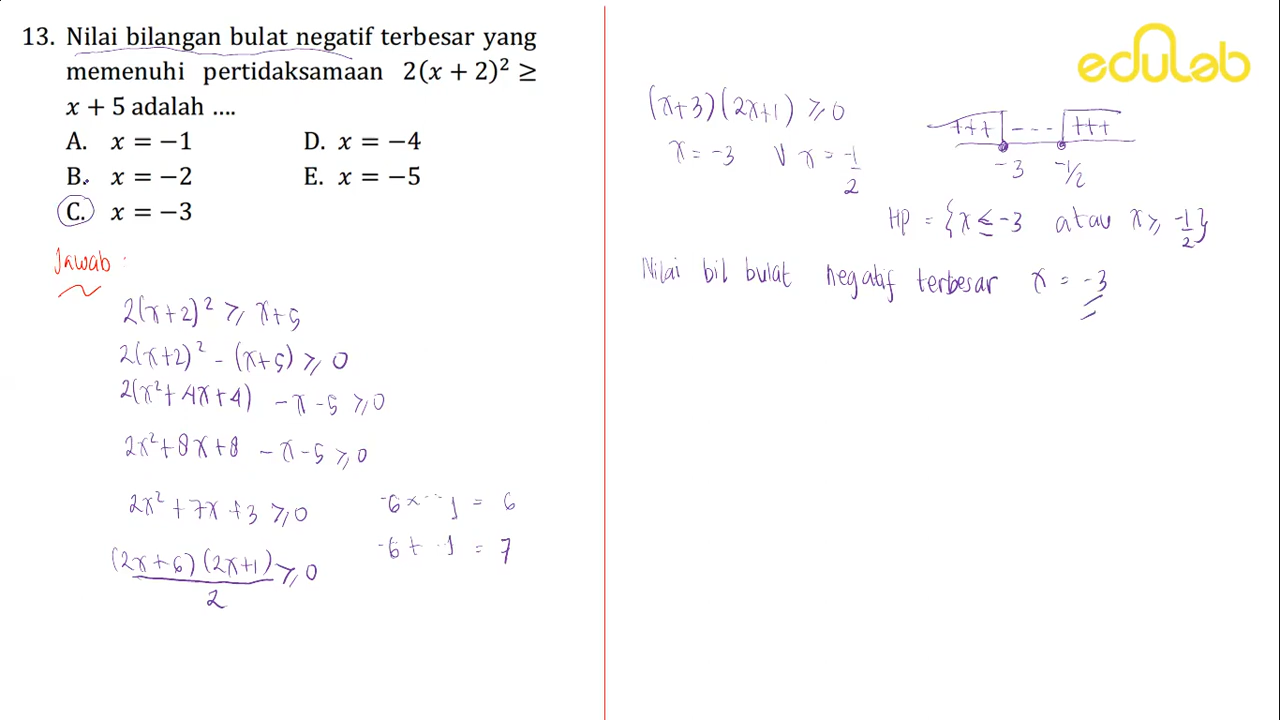 13. Nilai bilangan bulat negatif terbesar yang
memenuhi pertidaksamaan 2(x + 2)² ≥
x + 5 adalah ....
A. x = −1
D. x = −4
B. x = −2
E. x = −5
C. x = −3
Jawab :
2(x+2)² ≥ x+5
2(x+2)² - (x+5) ≥ 0
2(x²+4x+4) -x-5 ≥ 0
2x²+8x+8 -x-5 ≥ 0
2x²+7x+3 ≥ 0
(2x+6)(2x+1) ≥ 0
2
6 × 1 = 6
6 + 1 = 7
edulab
(x+3)(2x+1) ≥ 0
x = -3 ∨ x = -1/2
+++ --- +++
-3 -1/2
HP = {x ≤ -3 atau x ≥ -1/2}
Nilai bil bulat negatif terbesar x = -3